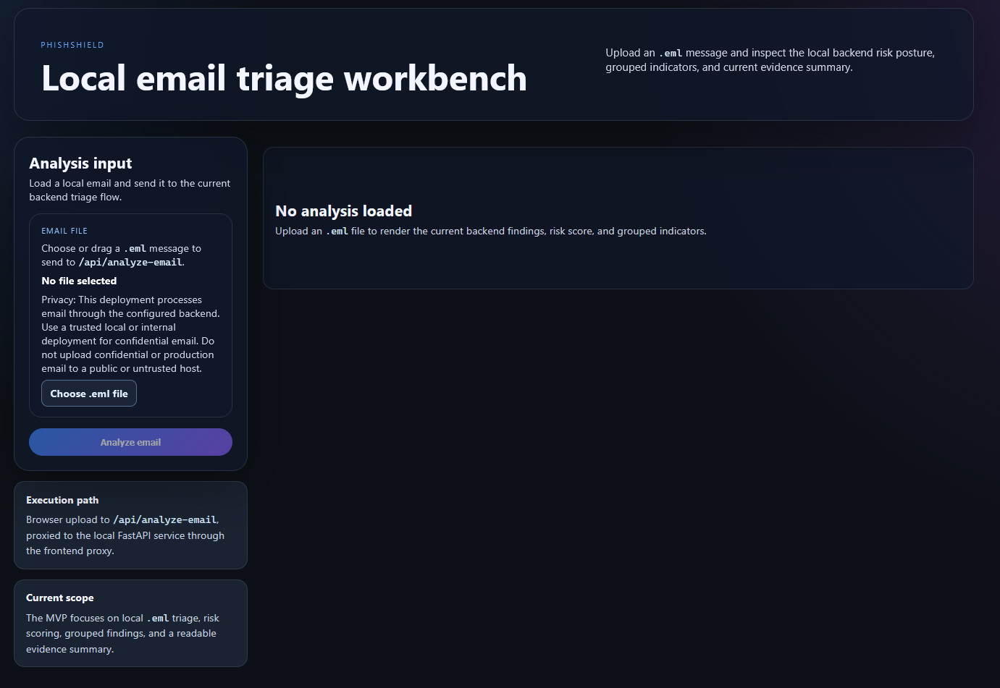 PHISHSHIELD
Local email triage workbench
Upload an .eml message and inspect the local backend risk posture,
grouped indicators, and current evidence summary.
Analysis input
Load a local email and send it to the current
backend triage flow.
EMAIL FILE
Choose or drag a .eml message to
send to /api/analyze-email.
No file selected
Privacy: This deployment processes
email through the configured backend.
Use a trusted local or internal
deployment for confidential email. Do
not upload confidential or production
email to a public or untrusted host.
Choose .eml file
Analyze email
Execution path
Browser upload to /api/analyze-email,
proxied to the local FastAPI service through
the frontend proxy.
Current scope
The MVP focuses on local .eml triage, risk
scoring, grouped findings, and a readable
evidence summary.
No analysis loaded
Upload an .eml file to render the current backend findings, risk score, and grouped indicators.